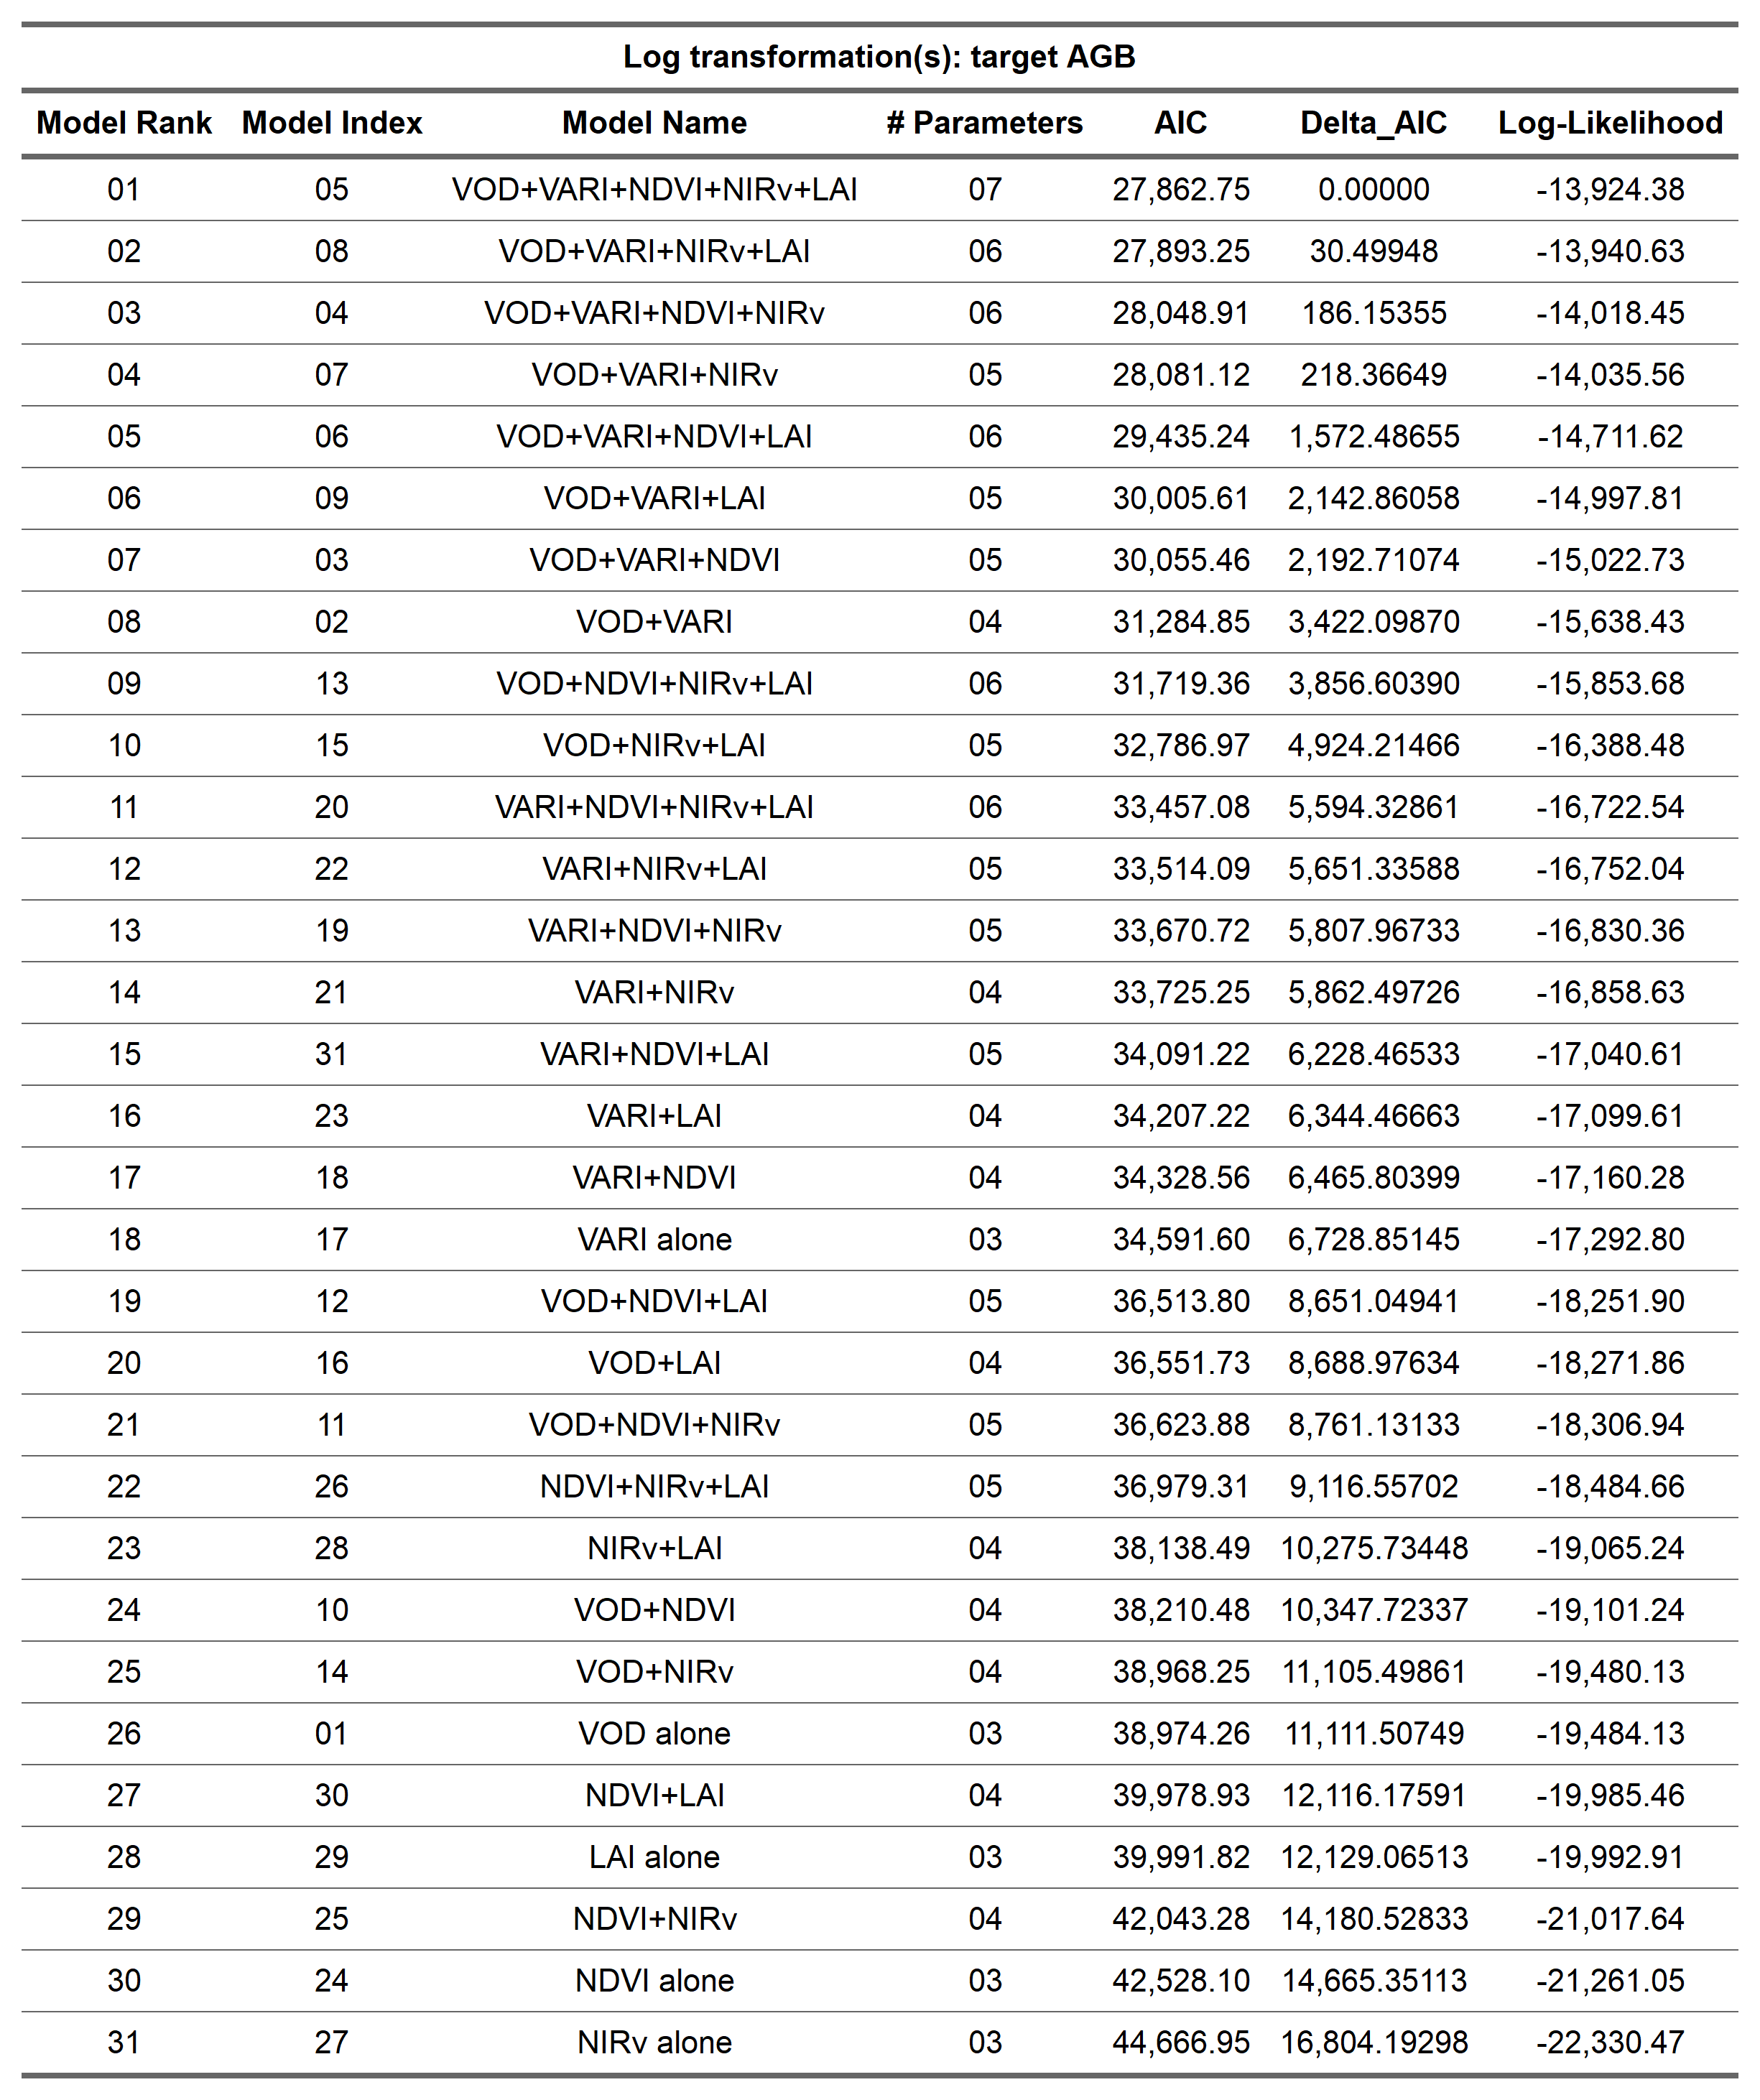 Log transformation(s): target AGB
Model Rank Model Index Model Name # Parameters AIC Delta_AIC Log-Likelihood
01 05 VOD+VARI+NDVI+NIRv+LAI 07 27,862.75 0.00000 -13,924.38
02 08 VOD+VARI+NIRv+LAI 06 27,893.25 30.49948 -13,940.63
03 04 VOD+VARI+NDVI+NIRv 06 28,048.91 186.15355 -14,018.45
04 07 VOD+VARI+NIRv 05 28,081.12 218.36649 -14,035.56
05 06 VOD+VARI+NDVI+LAI 06 29,435.24 1,572.48655 -14,711.62
06 09 VOD+VARI+LAI 05 30,005.61 2,142.86058 -14,997.81
07 03 VOD+VARI+NDVI 05 30,055.46 2,192.71074 -15,022.73
08 02 VOD+VARI 04 31,284.85 3,422.09870 -15,638.43
09 13 VOD+NDVI+NIRv+LAI 06 31,719.36 3,856.60390 -15,853.68
10 15 VOD+NIRv+LAI 05 32,786.97 4,924.21466 -16,388.48
11 20 VARI+NDVI+NIRv+LAI 06 33,457.08 5,594.32861 -16,722.54
12 22 VARI+NIRv+LAI 05 33,514.09 5,651.33588 -16,752.04
13 19 VARI+NDVI+NIRv 05 33,670.72 5,807.96733 -16,830.36
14 21 VARI+NIRv 04 33,725.25 5,862.49726 -16,858.63
15 31 VARI+NDVI+LAI 05 34,091.22 6,228.46533 -17,040.61
16 23 VARI+LAI 04 34,207.22 6,344.46663 -17,099.61
17 18 VARI+NDVI 04 34,328.56 6,465.80399 -17,160.28
18 17 VARI alone 03 34,591.60 6,728.85145 -17,292.80
19 12 VOD+NDVI+LAI 05 36,513.80 8,651.04941 -18,251.90
20 16 VOD+LAI 04 36,551.73 8,688.97634 -18,271.86
21 11 VOD+NDVI+NIRv 05 36,623.88 8,761.13133 -18,306.94
22 26 NDVI+NIRv+LAI 05 36,979.31 9,116.55702 -18,484.66
23 28 NIRv+LAI 04 38,138.49 10,275.73448 -19,065.24
24 10 VOD+NDVI 04 38,210.48 10,347.72337 -19,101.24
25 14 VOD+NIRv 04 38,968.25 11,105.49861 -19,480.13
26 01 VOD alone 03 38,974.26 11,111.50749 -19,484.13
27 30 NDVI+LAI 04 39,978.93 12,116.17591 -19,985.46
28 29 LAI alone 03 39,991.82 12,129.06513 -19,992.91
29 25 NDVI+NIRv 04 42,043.28 14,180.52833 -21,017.64
30 24 NDVI alone 03 42,528.10 14,665.35113 -21,261.05
31 27 NIRv alone 03 44,666.95 16,804.19298 -22,330.47